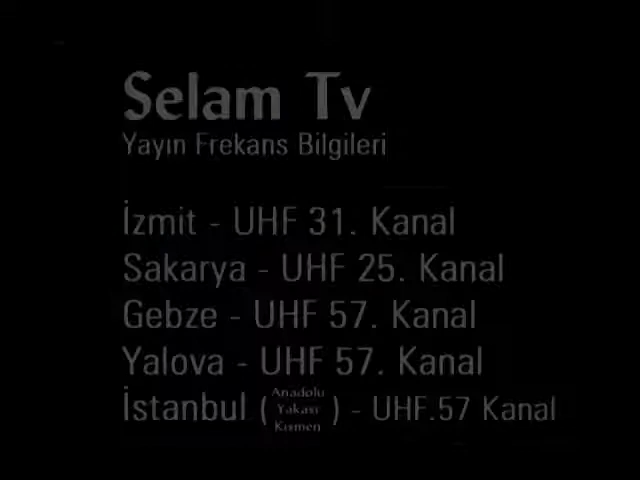 Selam Tv
Yayın Frekans Bilgileri
İzmit - UHF 31. Kanal
Sakarya - UHF 25. Kanal
Gebze - UHF 57. Kanal
Yalova - UHF 57. Kanal
İstanbul ( Anadolu Yakası Kısmen ) - UHF.57 Kanal